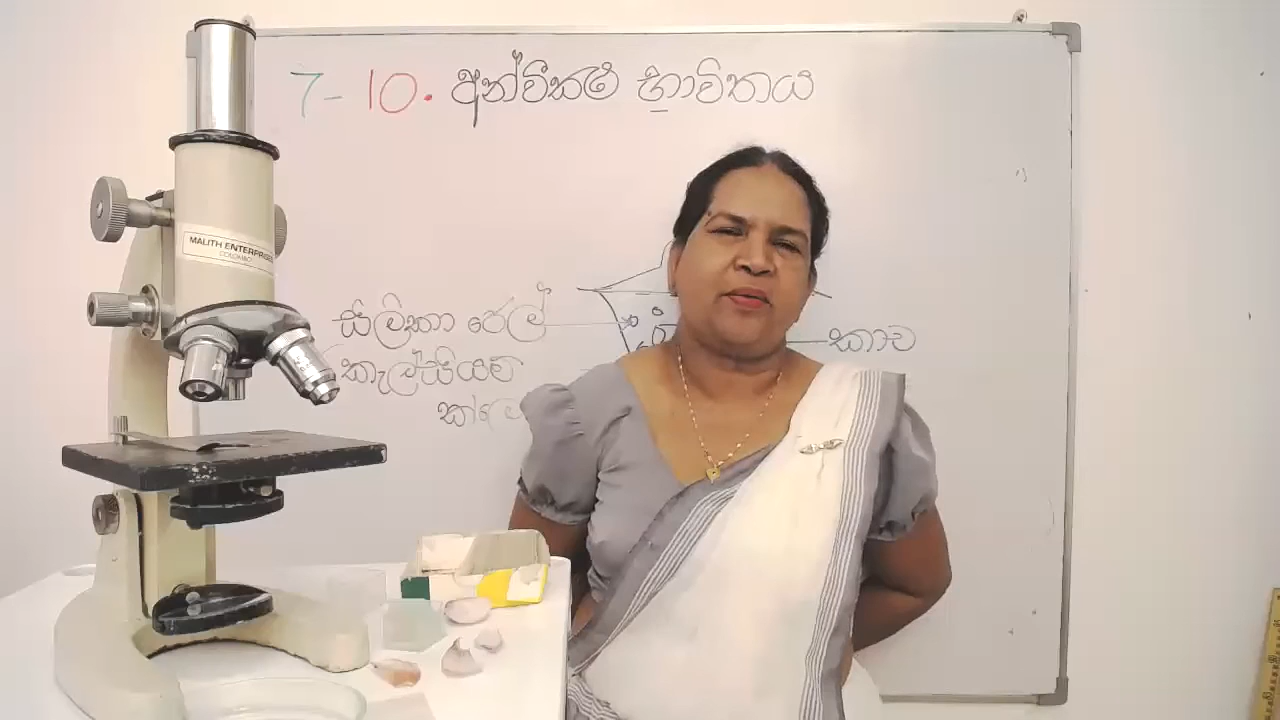 7-10. අන්වීක්ෂ භාවිතය
MALITH ENTERPRISES
COLOMBO
සිලිකා ජෙල්
කාච
කැල්සියම්